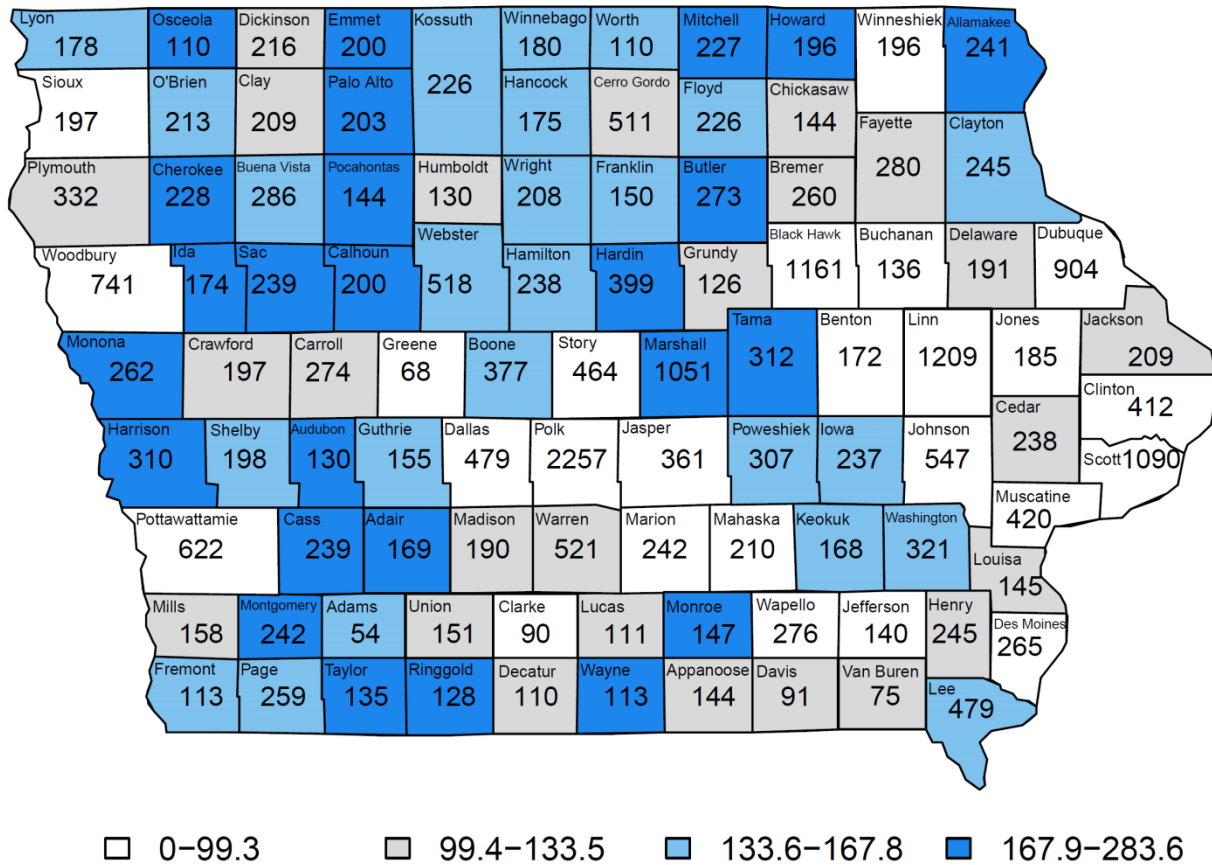 Lyon Osceola Dickinson Emmet Kossuth Winnebago Worth Mitchell Howard Winneshiek Allamakee
178 110 216 200 226 180 110 227 196 196 241
Sioux O'Brien Clay Palo Alto Hancock Cerro Gordo Floyd Chickasaw
197 213 209 203 175 511 226 144
Fayette Clayton
280 245
Plymouth Cherokee Buena Vista Pocahontas Humboldt Wright Franklin Butler Bremer
332 228 286 144 130 208 150 273 260
Woodbury Ida Sac Calhoun Webster Hamilton Hardin Grundy Black Hawk Buchanan Delaware Dubuque
741 174 239 200 518 238 399 126 1161 136 191 904
Monona Crawford Carroll Greene Boone Story Marshall Tama Benton Linn Jones Jackson
262 197 274 68 377 464 1051 312 172 1209 185 209
Clinton
412
Harrison Shelby Audubon Guthrie Dallas Polk Jasper Poweshiek Iowa Johnson Cedar
310 198 130 155 479 2257 361 307 237 547 238
Scott 1090
Muscatine
420
Pottawattamie Cass Adair Madison Warren Marion Mahaska Keokuk Washington
622 239 169 190 521 242 210 168 321
Louisa
145
Mills Montgomery Adams Union Clarke Lucas Monroe Wapello Jefferson Henry Des Moines
158 242 54 151 90 111 147 276 140 245 265
Fremont Page Taylor Ringgold Decatur Wayne Appanoose Davis Van Buren Lee
113 259 135 128 110 113 144 91 75 479
0−99.3 99.4−133.5 133.6−167.8 167.9−283.6